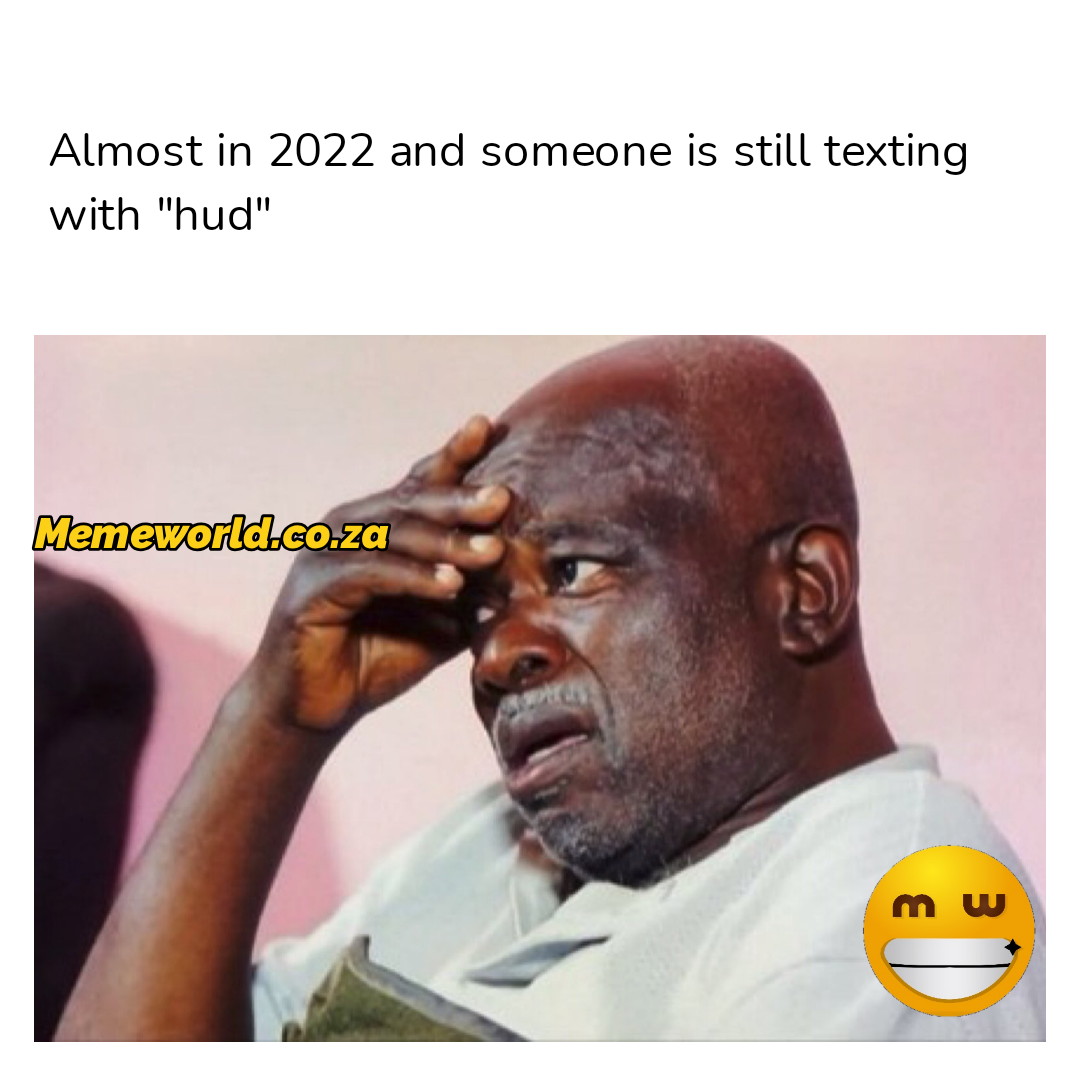 Almost in 2022 and someone is still texting
with "hud"
Memeworld.co.za
m w